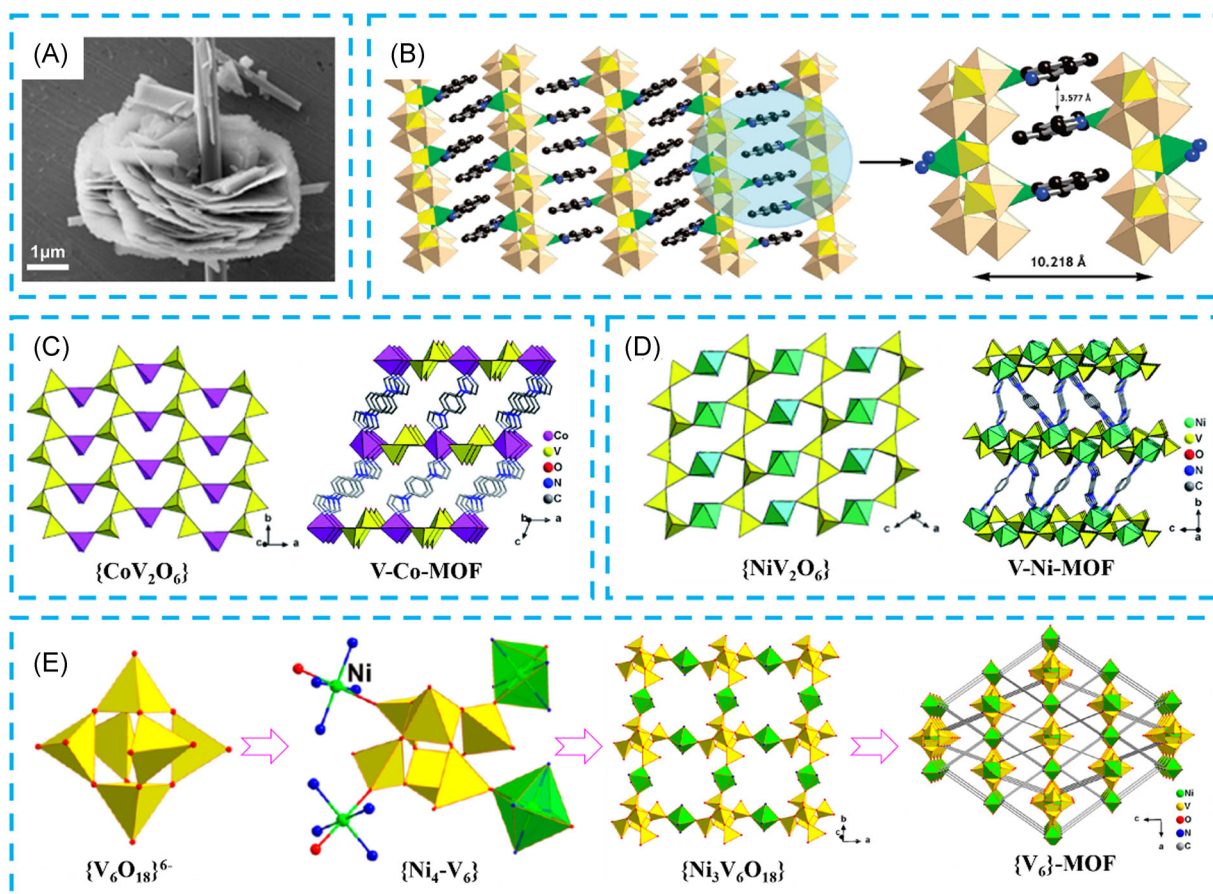 (A)
1μm
(B)
3.577 Å
10.218 Å
(C)
Co
V
O
N
C
b
c
a
b
a
c
{CoV₂O₆}
V-Co-MOF
(D)
Ni
V
O
N
C
b
c
a
b
c
a
{NiV₂O₆}
V-Ni-MOF
(E)
Ni
b
c
a
c
a
Ni
V
O
N
C
{V₆O₁₈}⁶⁻
{Ni₄-V₆}
{Ni₃V₆O₁₈}
{V₆}-MOF